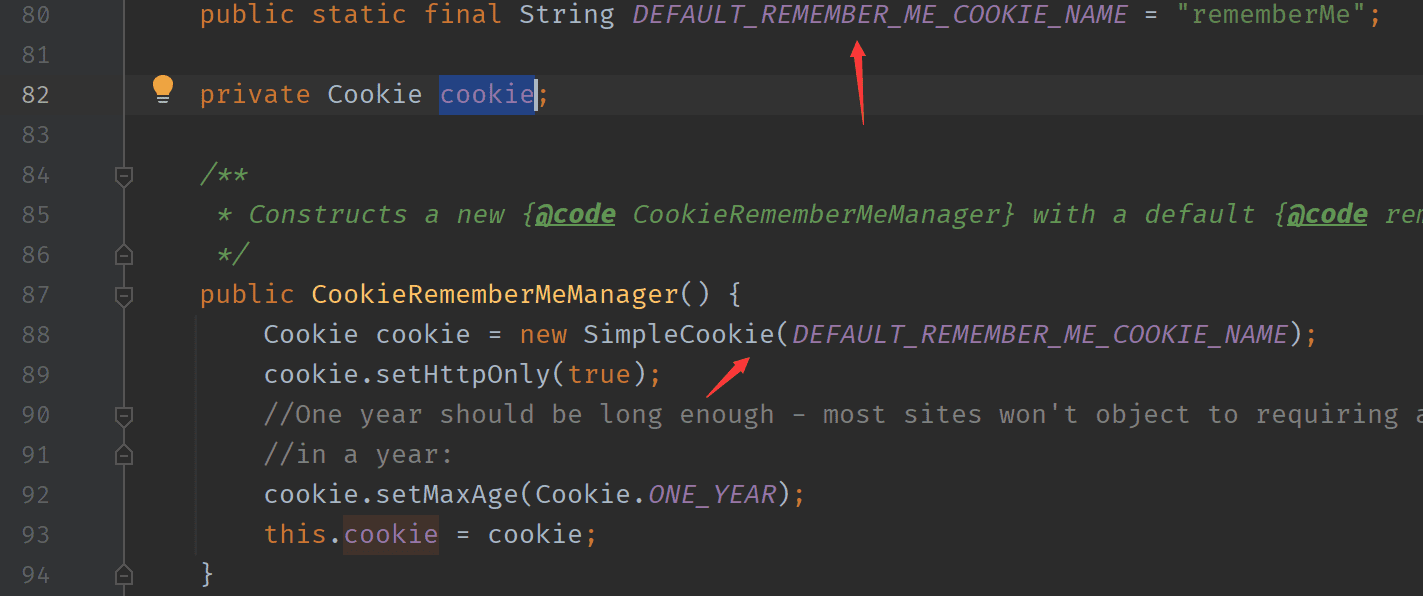 80 public static final String DEFAULT_REMEMBER_ME_COOKIE_NAME = "rememberMe";
81
82 private Cookie cookie;
83
84 /**
85 * Constructs a new {@code CookieRememberMeManager} with a default {@code
86 */
87 public CookieRememberMeManager() {
88 Cookie cookie = new SimpleCookie(DEFAULT_REMEMBER_ME_COOKIE_NAME);
89 cookie.setHttpOnly(true);
90 //One year should be long enough - most sites won't object to requiring
91 //in a year:
92 cookie.setMaxAge(Cookie.ONE_YEAR);
93 this.cookie = cookie;
94 }